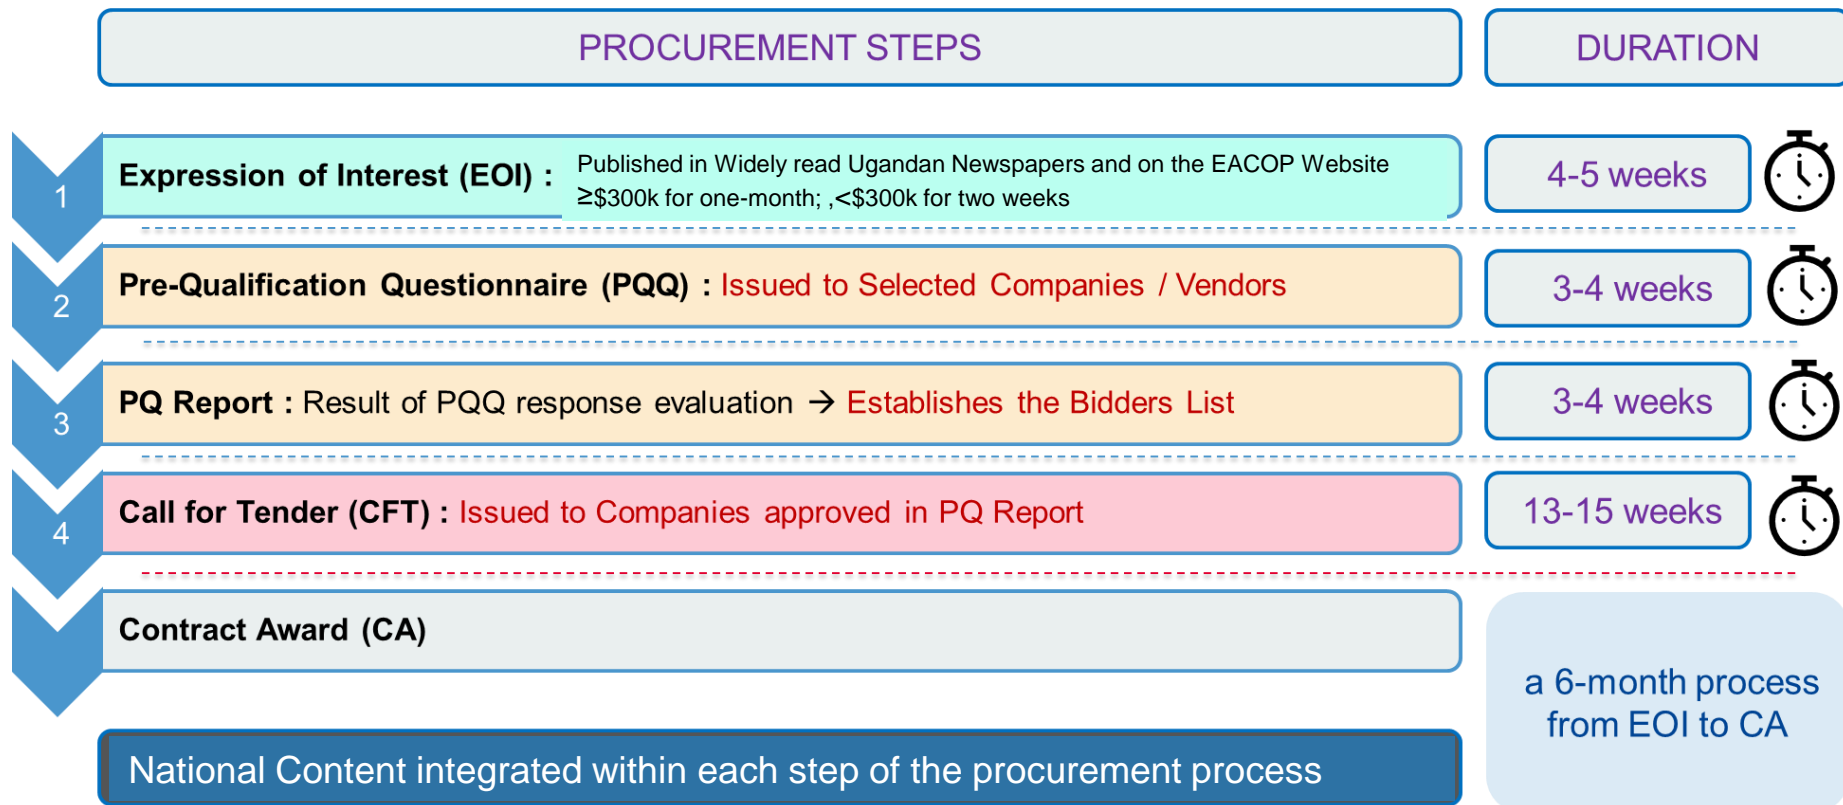 PROCUREMENT STEPS
DURATION
1
Expression of Interest (EOI) :
Published in Widely read Ugandan Newspapers and on the EACOP Website
≥$300k for one-month; ,<$300k for two weeks
4-5 weeks
2
Pre-Qualification Questionnaire (PQQ) : Issued to Selected Companies / Vendors
3-4 weeks
3
PQ Report : Result of PQQ response evaluation → Establishes the Bidders List
3-4 weeks
4
Call for Tender (CFT) : Issued to Companies approved in PQ Report
13-15 weeks
Contract Award (CA)
a 6-month process
from EOI to CA
National Content integrated within each step of the procurement process